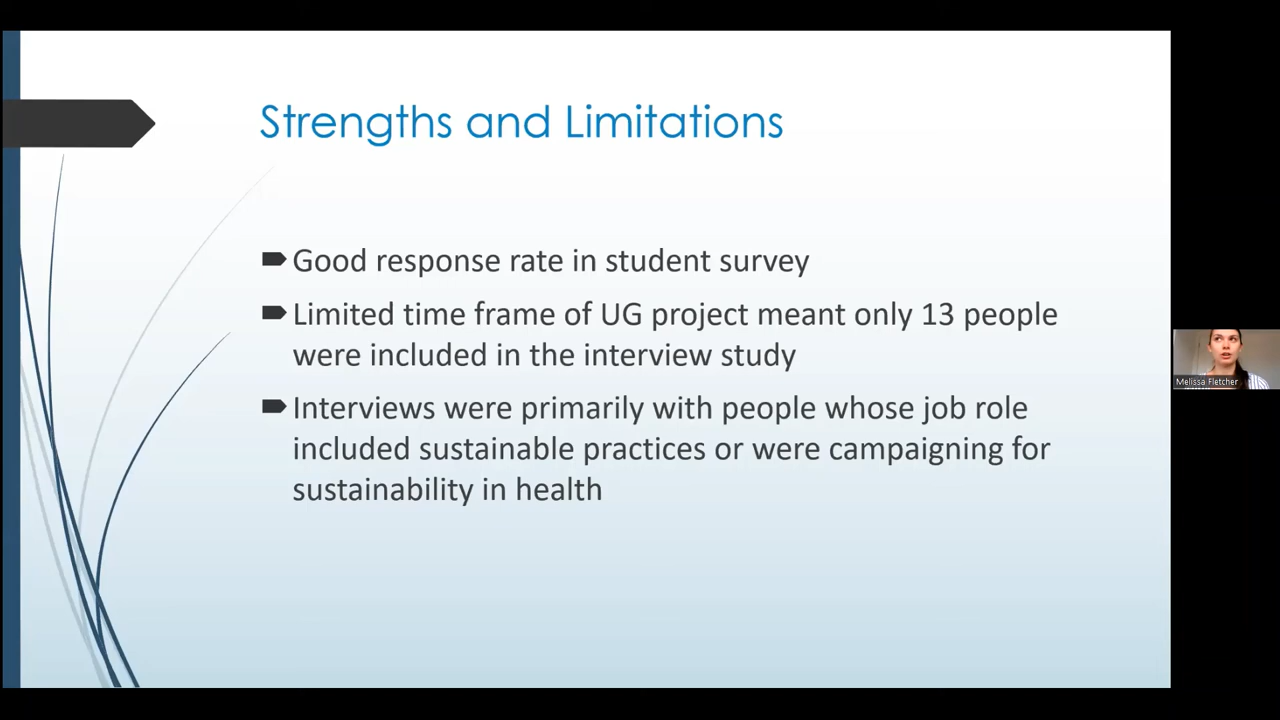 Strengths and Limitations
Good response rate in student survey
Limited time frame of UG project meant only 13 people
were included in the interview study
Interviews were primarily with people whose job role
included sustainable practices or were campaigning for
sustainability in health
Melissa Fletcher